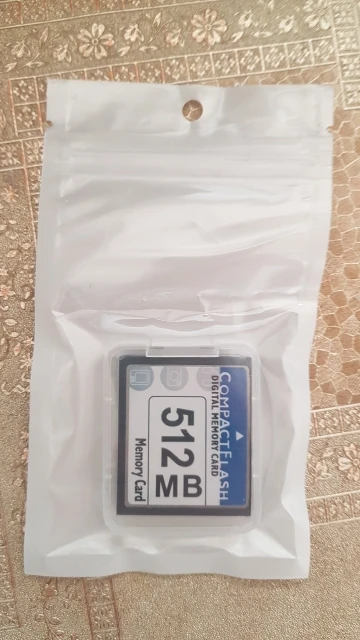 COMPACTFLASH
DIGITAL MEMORY CARD
512
MB
Memory Card